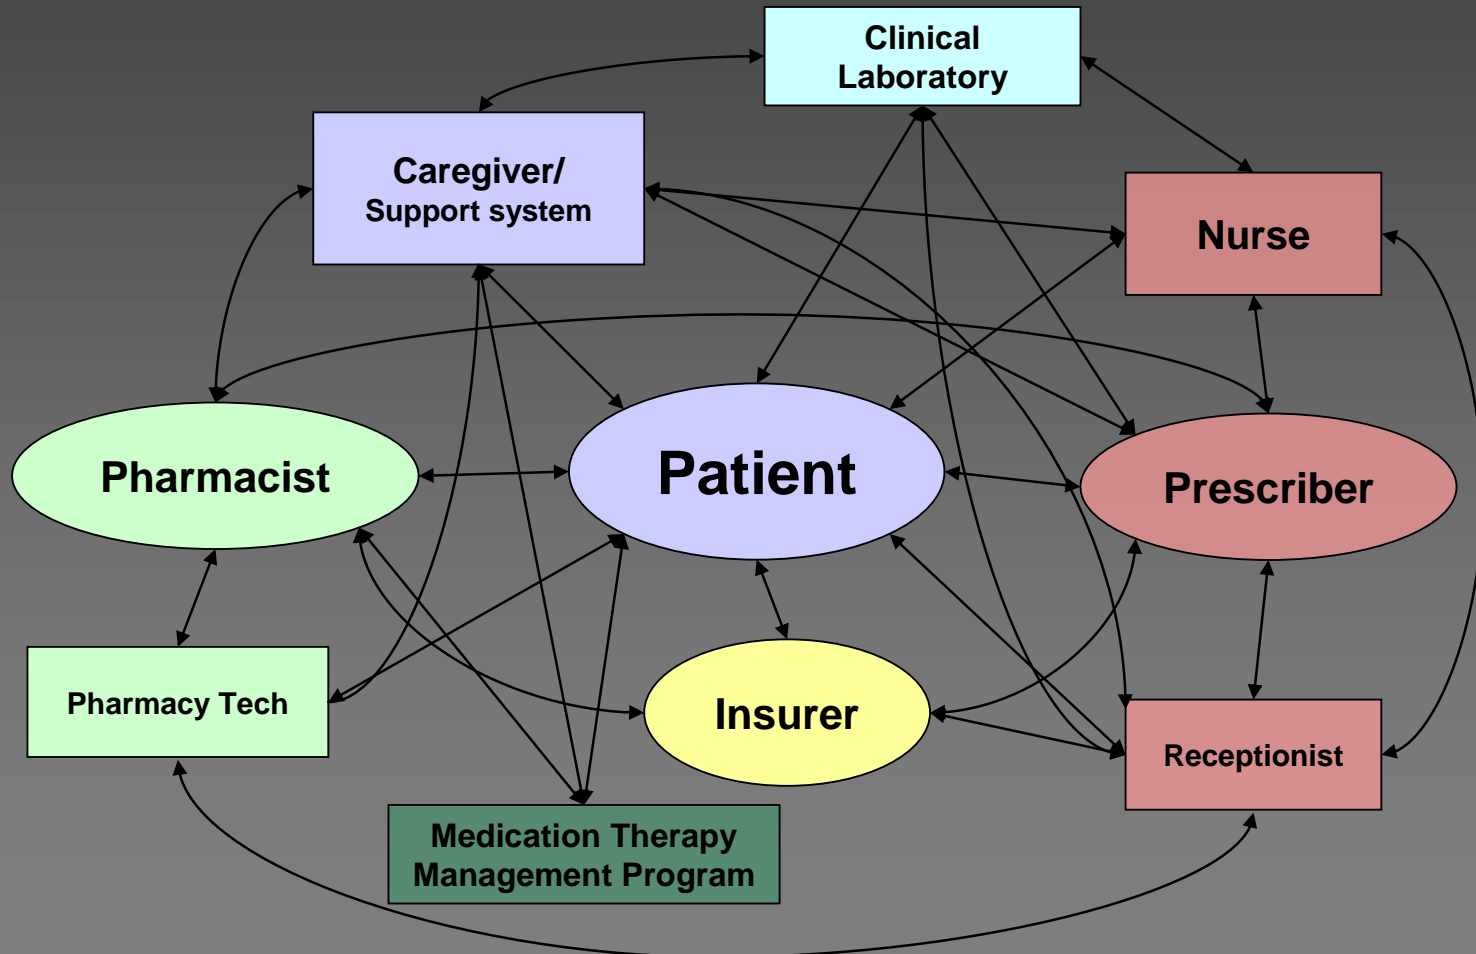 Clinical
Laboratory
Caregiver/
Support system
Nurse
Pharmacist
Patient
Prescriber
Pharmacy Tech
Insurer
Receptionist
Medication Therapy
Management Program